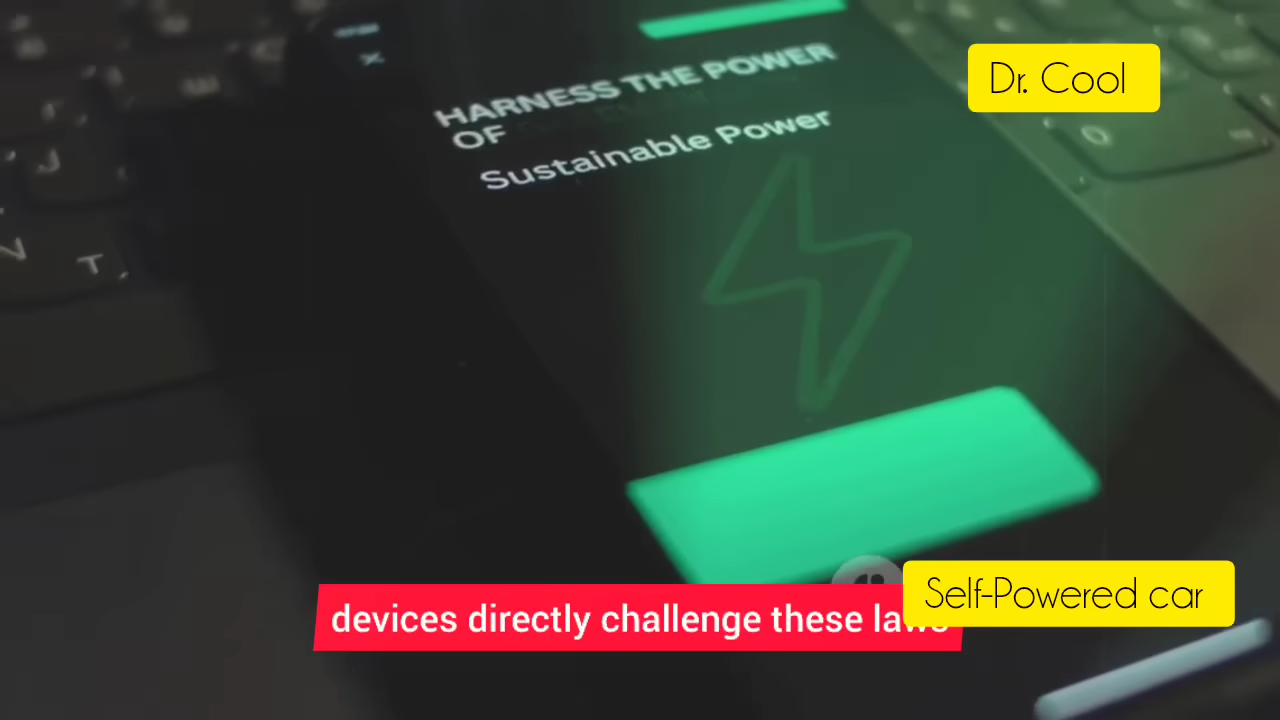 HARNESS THE POWER
OF
Sustainable Power
Dr. Cool
O
J
T
devices directly challenge these laws
Self-Powered car